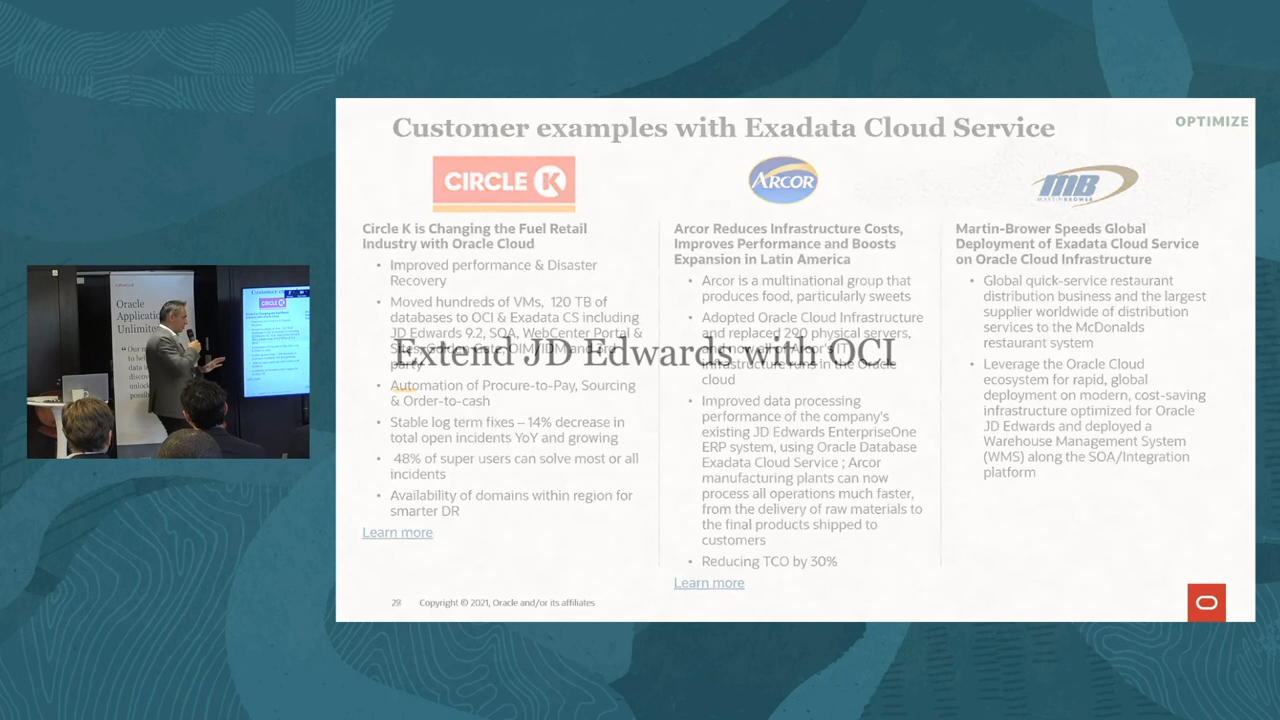 Customer examples with Exadata Cloud Service
OPTIMIZE
CIRCLE K
ARCOR
MB
MARTIN BROWER
Circle K is Changing the Fuel Retail
Industry with Oracle Cloud
• Improved performance & Disaster
Recovery
• Moved hundreds of VMs, 120 TB of
databases to OCI & Exadata CS including
JD Edwards 9.2, SOA, WebCenter Portal &
party
• Automation of Procure-to-Pay, Sourcing
& Order-to-cash
• Stable log term fixes – 14% decrease in
total open incidents YoY and growing
• 48% of super users can solve most or all
incidents
• Availability of domains within region for
smarter DR
Learn more
Arcor Reduces Infrastructure Costs,
Improves Performance and Boosts
Expansion in Latin America
• Arcor is a multinational group that
produces food, particularly sweets
• adopted Oracle Cloud Infrastructure
and replaced 290 physical servers,
infrastructure runs in the Oracle
cloud
• Improved data processing
performance of the company's
existing JD Edwards EnterpriseOne
ERP system, using Oracle Database
Exadata Cloud Service ; Arcor
manufacturing plants can now
process all operations much faster,
from the delivery of raw materials to
the final products shipped to
customers
• Reducing TCO by 30%
Learn more
Martin-Brower Speeds Global
Deployment of Exadata Cloud Service
on Oracle Cloud Infrastructure
• Global quick-service restaurant
distribution business and the largest
supplier worldwide of distribution
services to the McDonalds
restaurant system
• Leverage the Oracle Cloud
ecosystem for rapid, global
deployment on modern, cost-saving
infrastructure optimized for Oracle
JD Edwards and deployed a
Warehouse Management System
(WMS) along the SOA/Integration
platform
Extend JD Edwards with OCI
Copyright © 2021, Oracle and/or its affiliates
Oracle
Unlimite